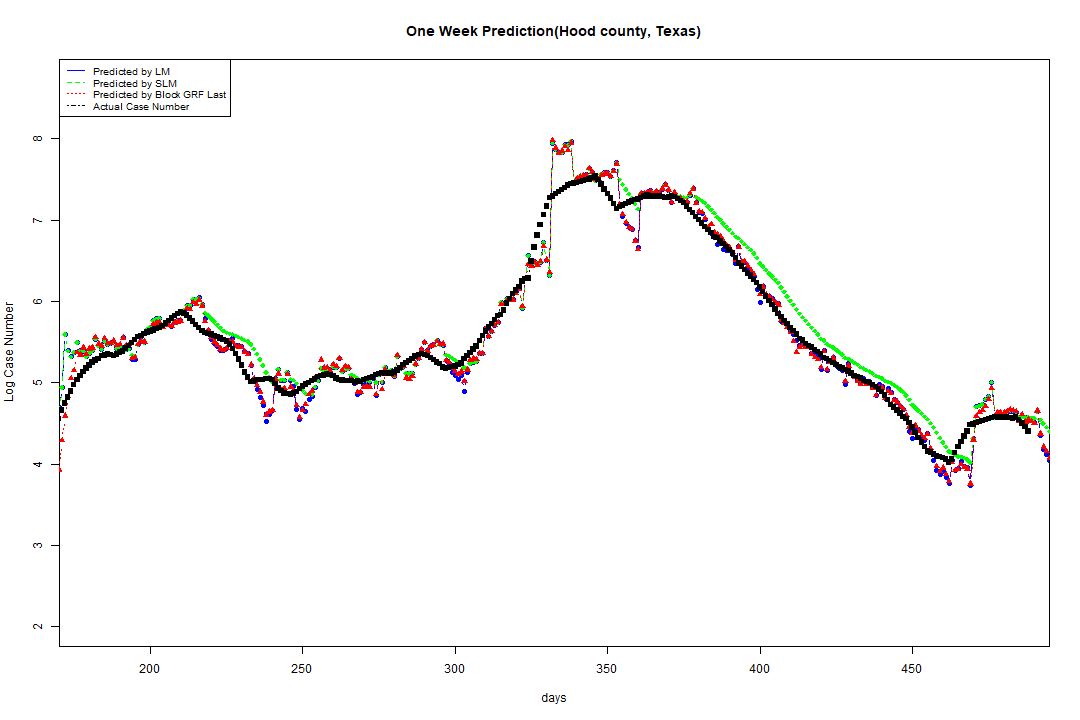 One Week Prediction(Hood county, Texas)
Predicted by LM
Predicted by SLM
Predicted by Block GRF Last
Actual Case Number
8
7
6
5
4
3
2
Log Case Number
200 250 300 350 400 450
days